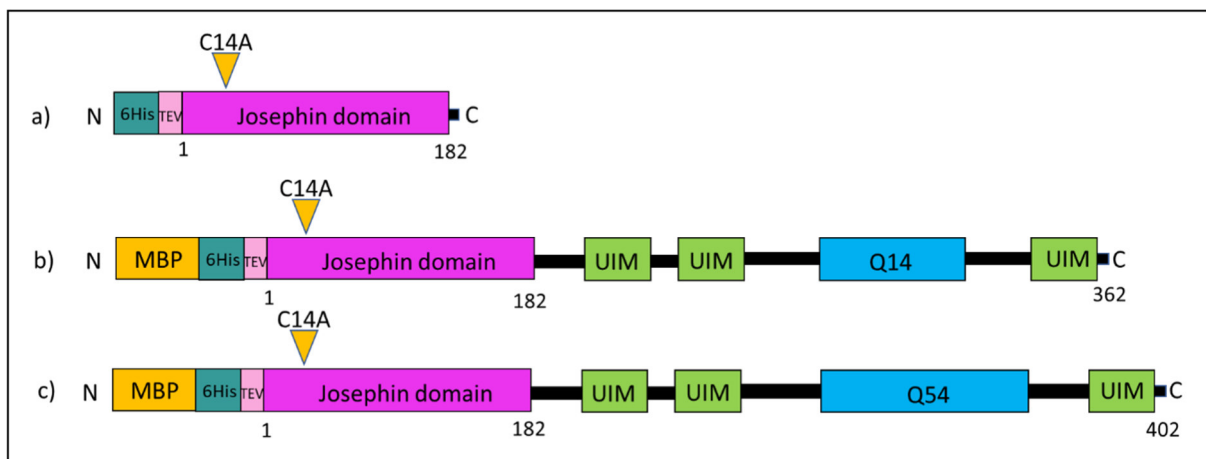 C14A
a) N 6His TEV Josephin domain C
1 182
C14A
b) N MBP 6His TEV Josephin domain UIM UIM Q14 UIM C
1 182 362
C14A
c) N MBP 6His TEV Josephin domain UIM UIM Q54 UIM C
1 182 402